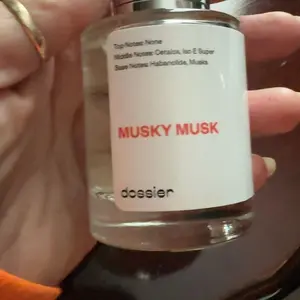 Top Notes: None
Middle Notes: Cetalox, Iso E Super
Base Notes: Habanolide, Musks
MUSKY MUSK
dossier